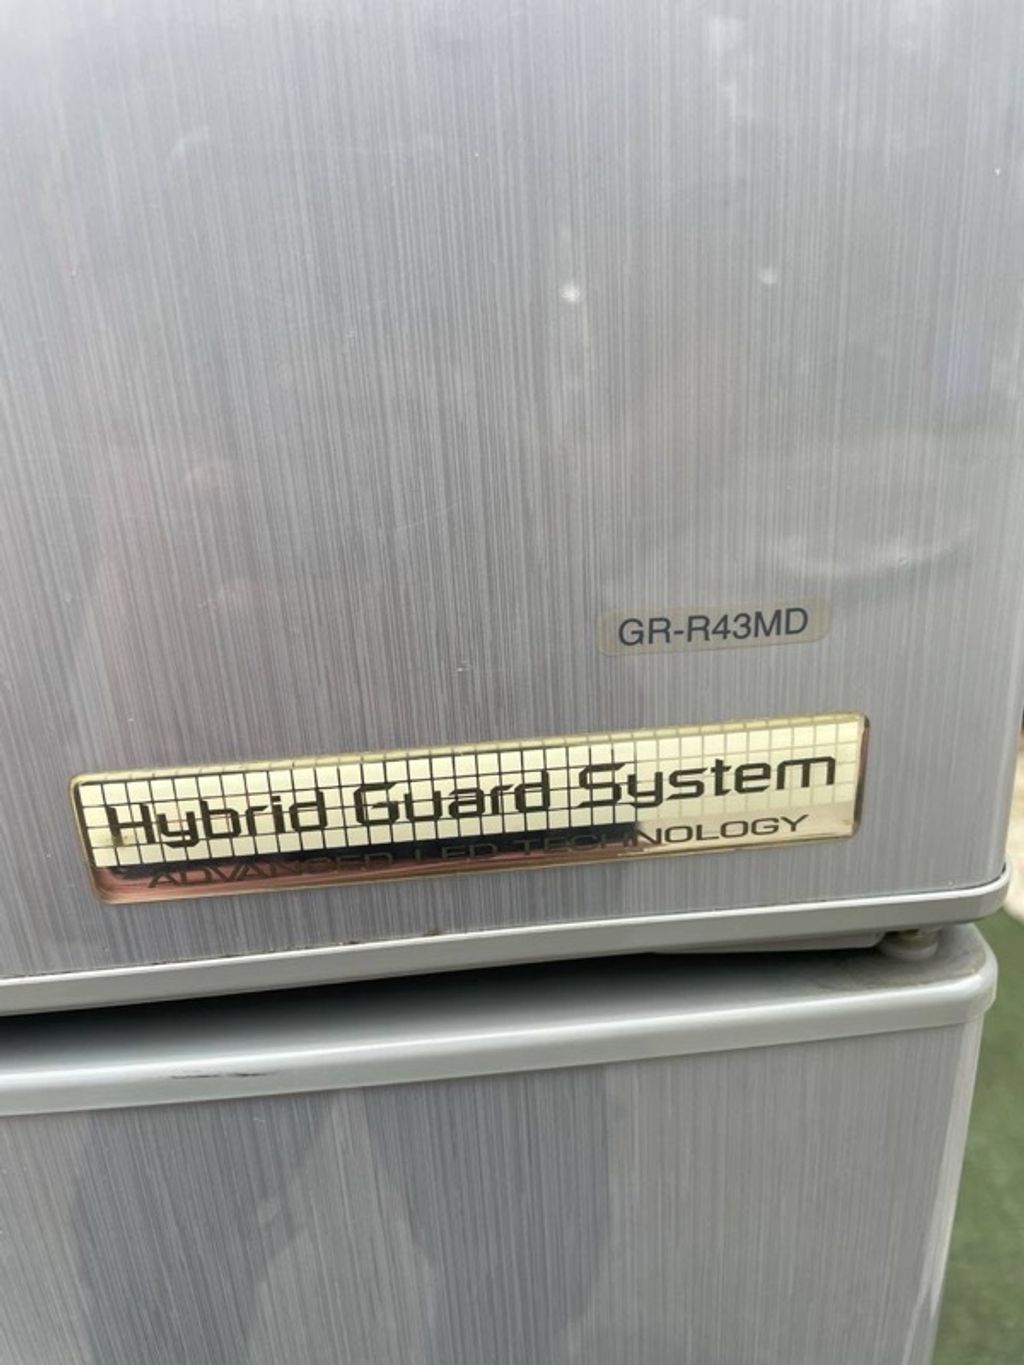 GR-R43MD
Hybrid Guard System
ADVANCED LED TECHNOLOGY